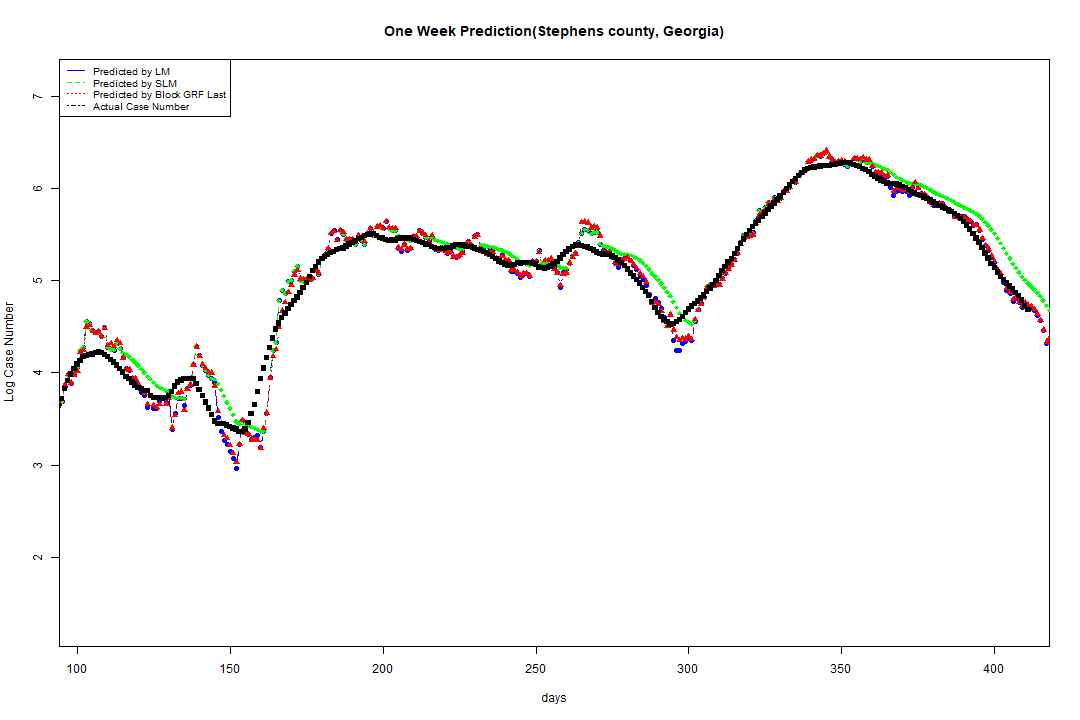 One Week Prediction(Stephens county, Georgia)
Predicted by LM
Predicted by SLM
Predicted by Block GRF Last
Actual Case Number
7
6
5
4
3
2
Log Case Number
100 150 200 250 300 350 400
days